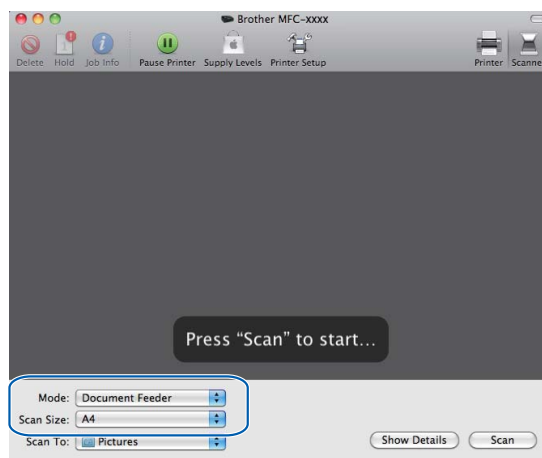 Brother MFC-XXXX
Delete Hold Job Info Pause Printer Supply Levels Printer Setup Printer Scanne
Press “Scan” to start...
Mode: Document Feeder
Scan Size: A4
Scan To: Pictures Show Details Scan